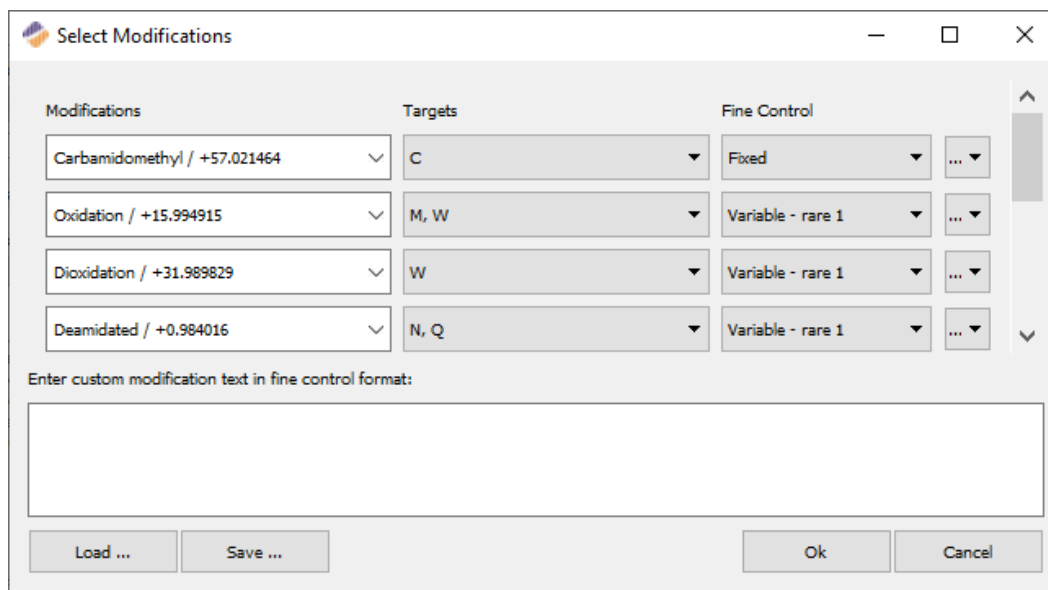 Select Modifications
Modifications Targets Fine Control
Carbamidomethyl / +57.021464 C Fixed ...
Oxidation / +15.994915 M, W Variable - rare 1 ...
Dioxidation / +31.989829 W Variable - rare 1 ...
Deamidated / +0.984016 N, Q Variable - rare 1 ...
Enter custom modification text in fine control format:
Load ... Save ... Ok Cancel